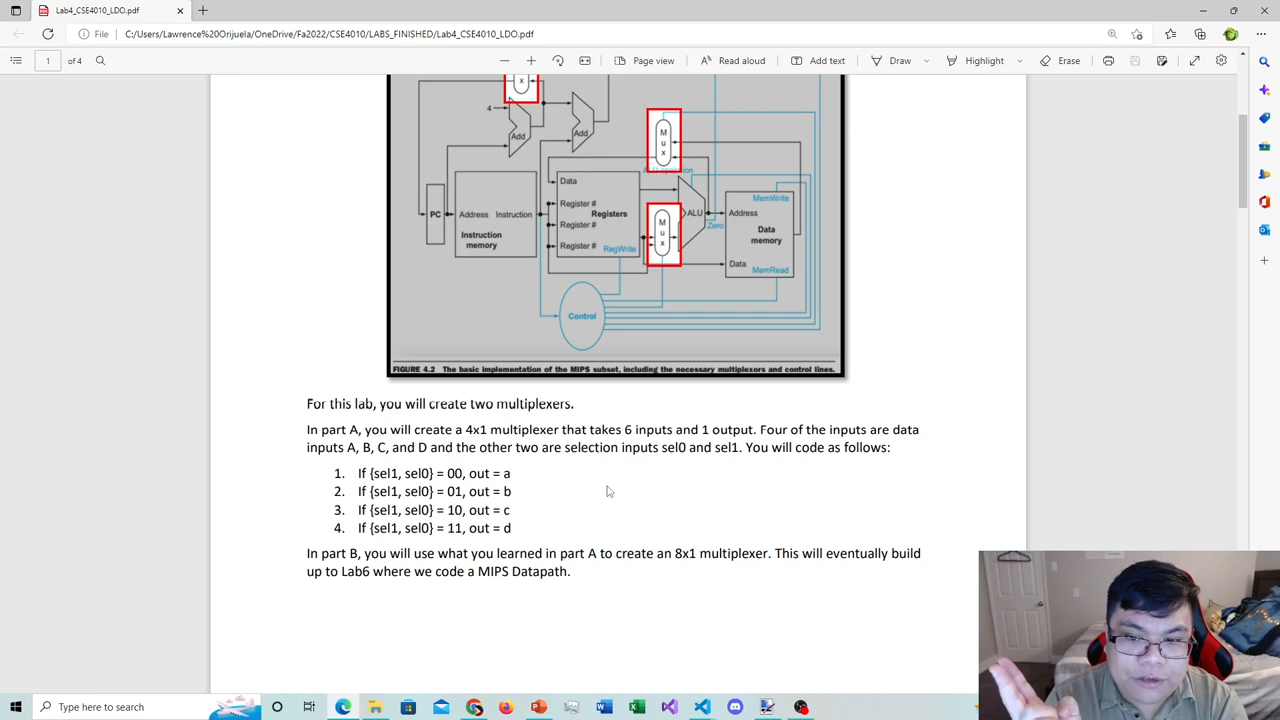 Lab4_CSE4010_LDO.pdf
File
C:/Users/Lawrence%20Orijuela/OneDrive/Fa2022/CSE4010/LABS_FINISHED/Lab4_CSE4010_LDO.pdf
1 of 4
Page view
Read aloud
Add text
Draw
Highlight
Erase
x
4
Add
Add
M
u
x
Data
Register #
Register #
Register #
Registers
RegWrite
PC
Address Instruction
Instruction
memory
M
u
x
ALU
Zero
MemWrite
Address
Data
memory
Data
MemRead
Control
FIGURE 4.2 The basic implementation of the MIPS subset, including the necessary multiplexors and control lines.
For this lab, you will create two multiplexers.
In part A, you will create a 4x1 multiplexer that takes 6 inputs and 1 output. Four of the inputs are data
inputs A, B, C, and D and the other two are selection inputs sel0 and sel1. You will code as follows:
1. If {sel1, sel0} = 00, out = a
2. If {sel1, sel0} = 01, out = b
3. If {sel1, sel0} = 10, out = c
4. If {sel1, sel0} = 11, out = d
In part B, you will use what you learned in part A to create an 8x1 multiplexer. This will eventually build
up to Lab6 where we code a MIPS Datapath.
Type here to search